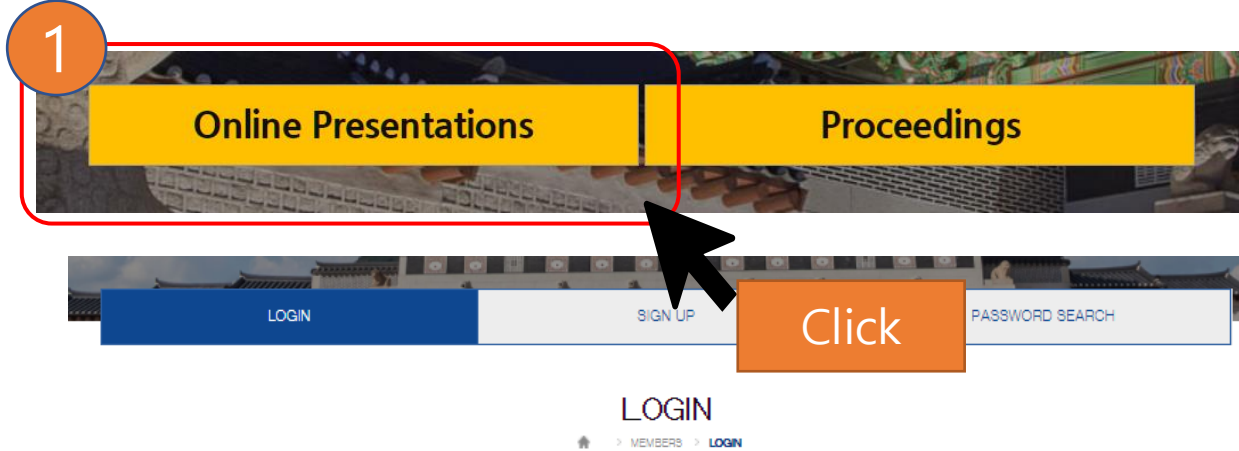 1
Online Presentations
Proceedings
LOGIN
SIGN UP
Click
PASSWORD SEARCH
LOGIN
> MEMBERS > LOGIN